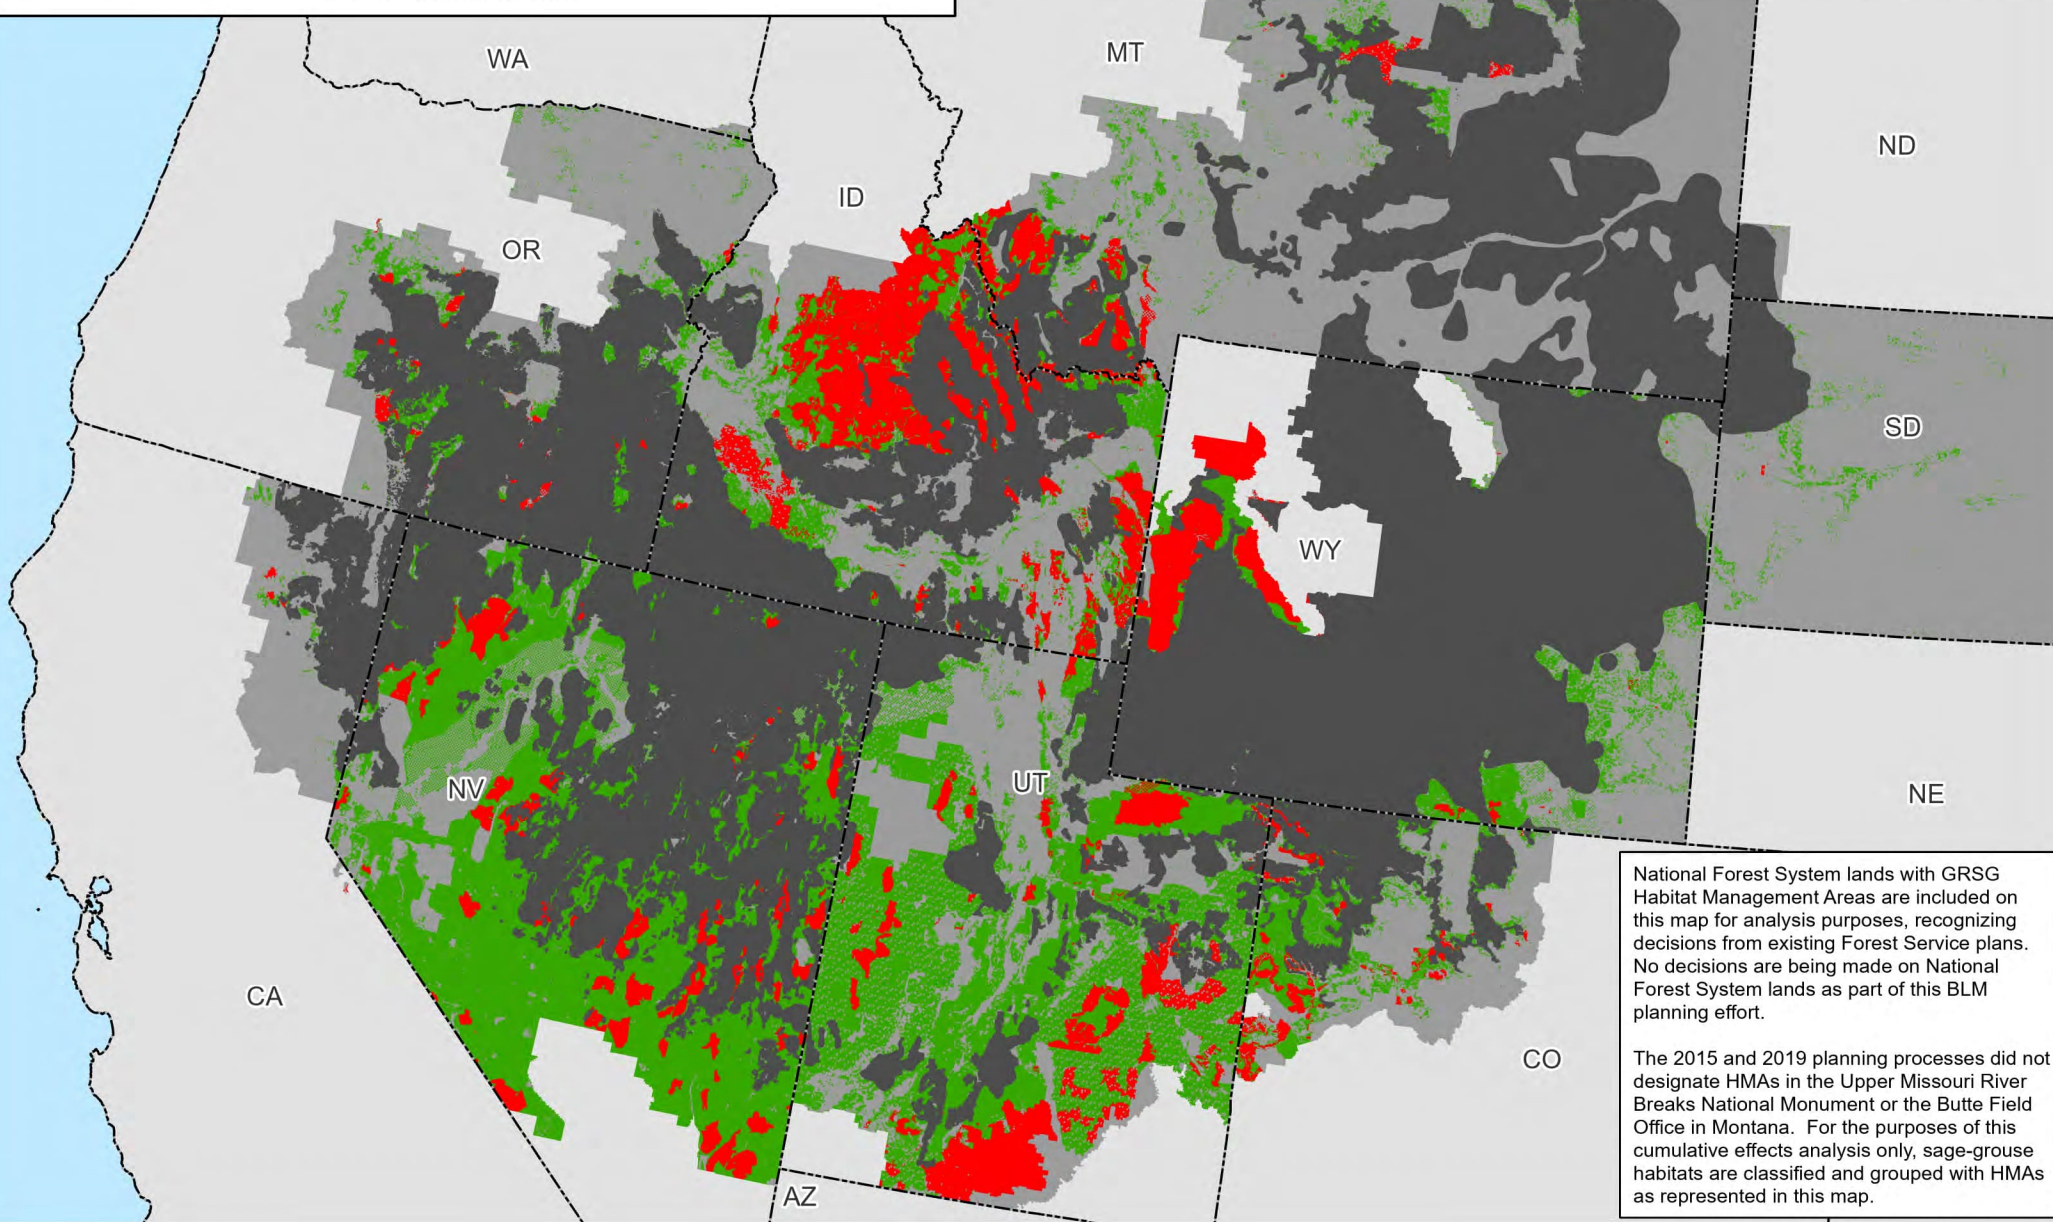 WA
MT
ND
ID
OR
SD
WY
UT
NV
NE
CA
CO
AZ
National Forest System lands with GRSG
Habitat Management Areas are included on
this map for analysis purposes, recognizing
decisions from existing Forest Service plans.
No decisions are being made on National
Forest System lands as part of this BLM
planning effort.
The 2015 and 2019 planning processes did not
designate HMAs in the Upper Missouri River
Breaks National Monument or the Butte Field
Office in Montana. For the purposes of this
cumulative effects analysis only, sage-grouse
habitats are classified and grouped with HMAs
as represented in this map.